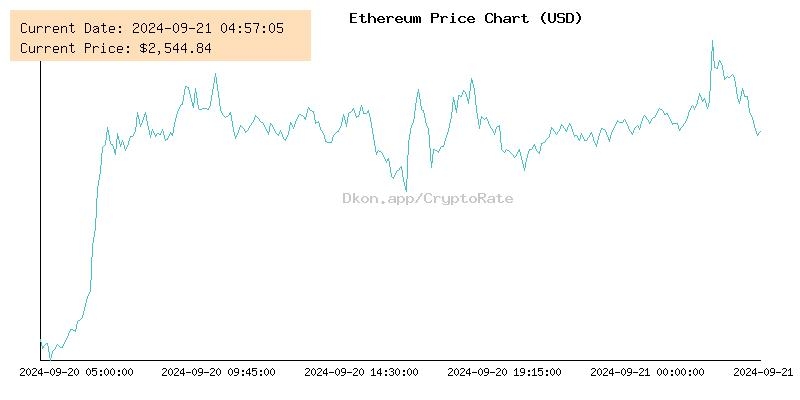 Ethereum Price Chart (USD)
Current Date: 2024-09-21 04:57:05
Current Price: $2,544.84
Dkon.app/CryptoRate
2024-09-20 05:00:00
2024-09-20 09:45:00
2024-09-20 14:30:00
2024-09-20 19:15:00
2024-09-21 00:00:00
2024-09-21